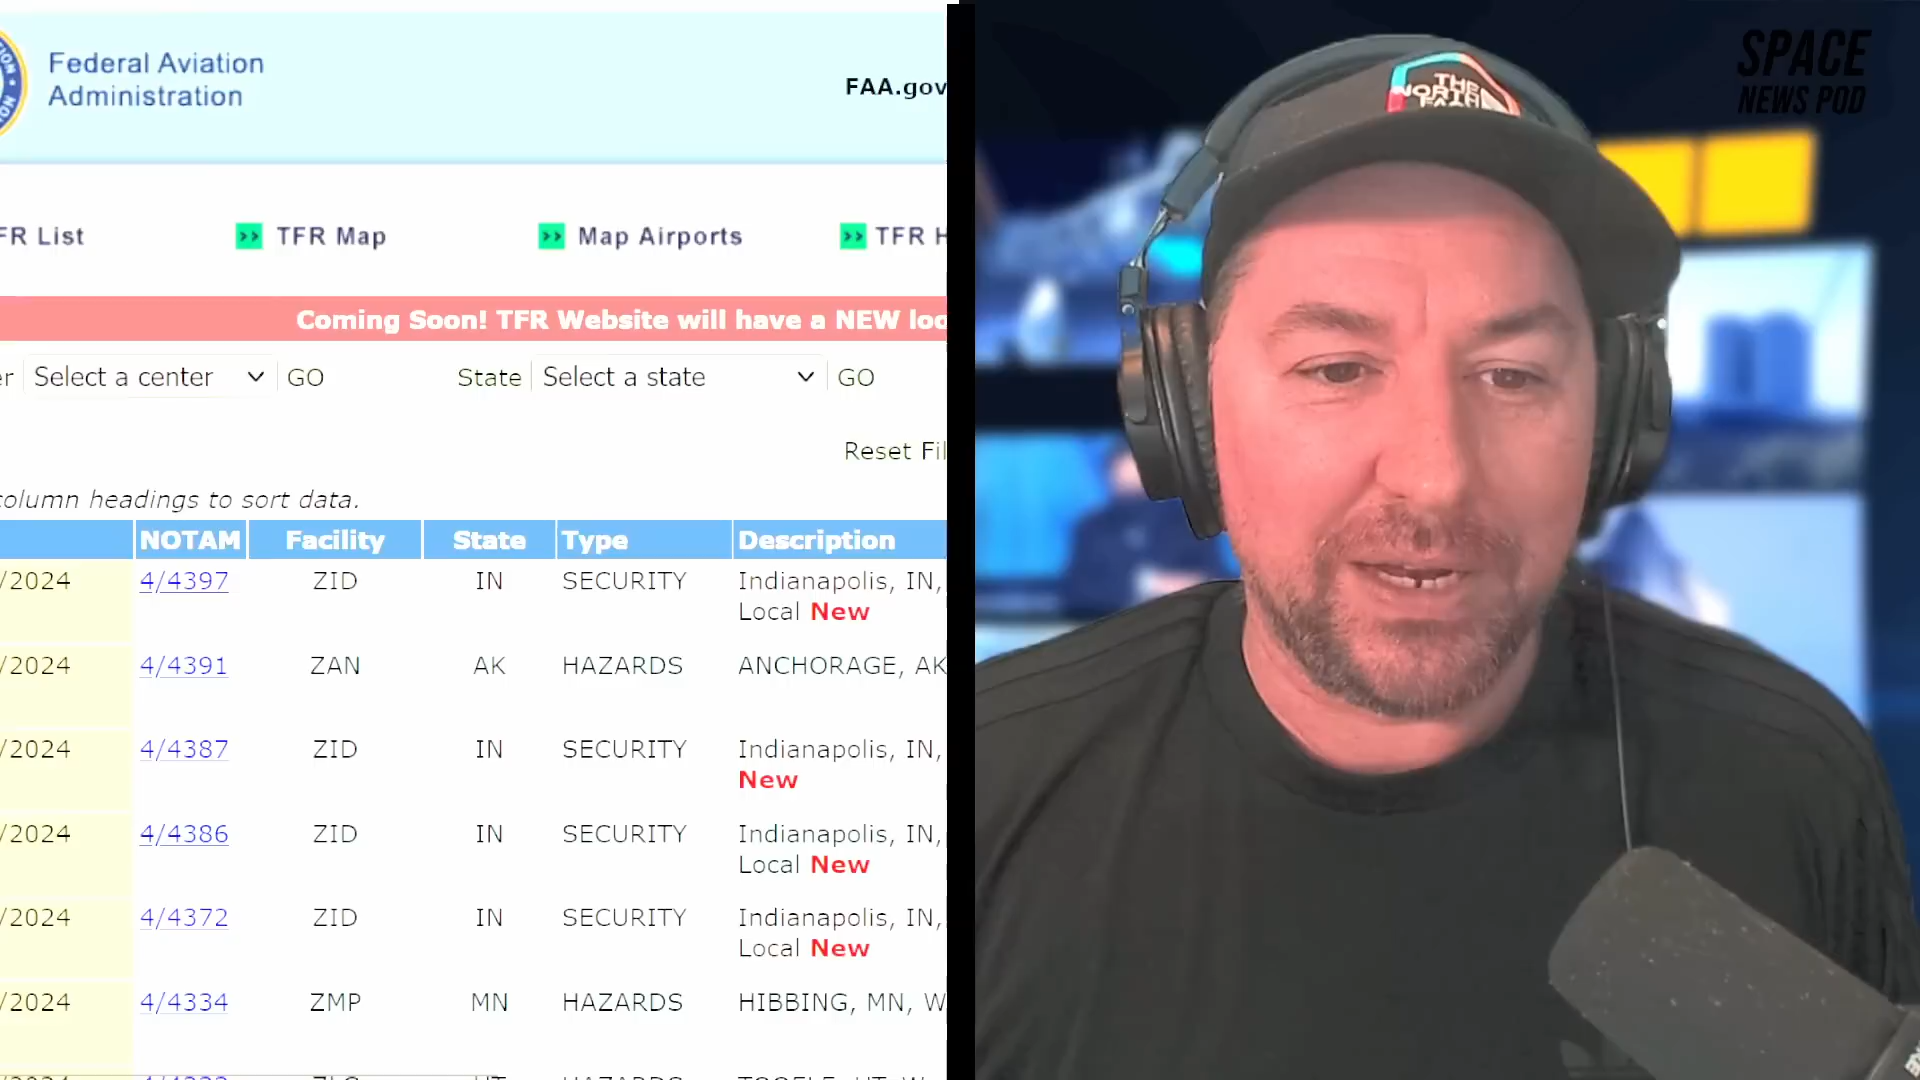 Federal Aviation
Administration
FAA.gov
FR List
TFR Map
Map Airports
TFR H
Coming Soon! TFR Website will have a NEW loo
er Select a center GO State Select a state GO
Reset Fil
column headings to sort data.
NOTAM Facility State Type Description
/2024 4/4397 ZID IN SECURITY Indianapolis, IN,
Local New
/2024 4/4391 ZAN AK HAZARDS ANCHORAGE, AK
/2024 4/4387 ZID IN SECURITY Indianapolis, IN,
New
/2024 4/4386 ZID IN SECURITY Indianapolis, IN,
Local New
/2024 4/4372 ZID IN SECURITY Indianapolis, IN,
Local New
/2024 4/4334 ZMP MN HAZARDS HIBBING, MN, W
SPACE
NEWS POD
THE
NORTH
FACE